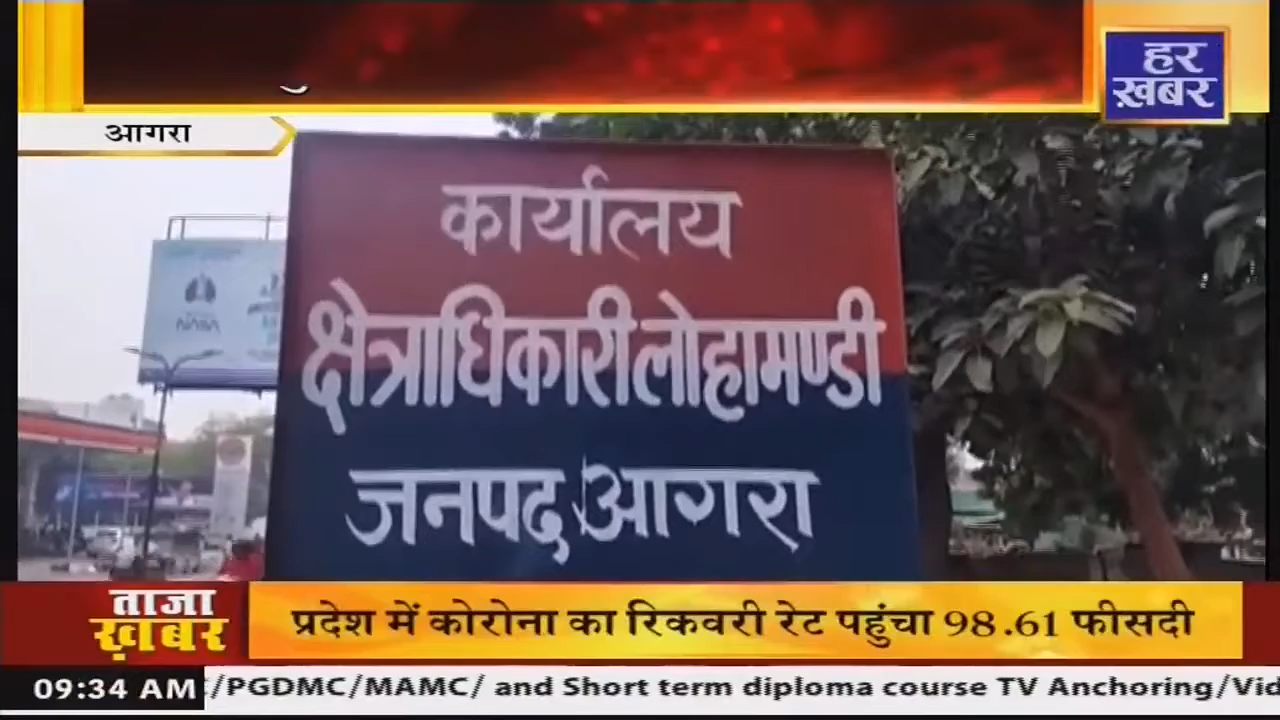 हर
ख़बर
आगरा
कार्यालय
क्षेत्राधिकारी लोहामण्डी
जनपद आगरा
ताजा
ख़बर
प्रदेश में कोरोना का रिकवरी रेट पहुंचा 98.61 फीसदी
09:34 AM
/PGDMC/MAMC/ and Short term diploma course TV Anchoring/Vid